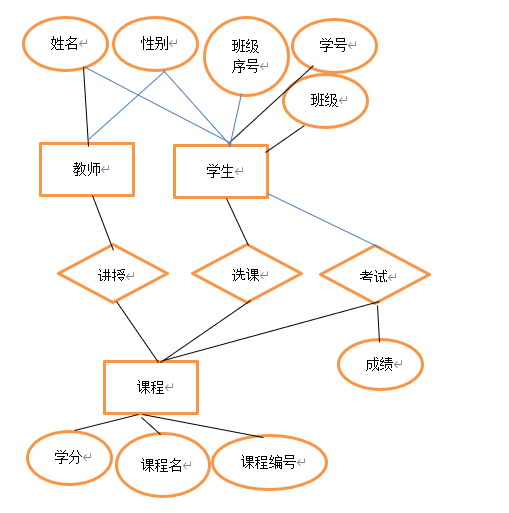 姓名
性别
班级
序号
学号
班级
教师
学生
讲授
选课
考试
成绩
课程
学分
课程名
课程编号